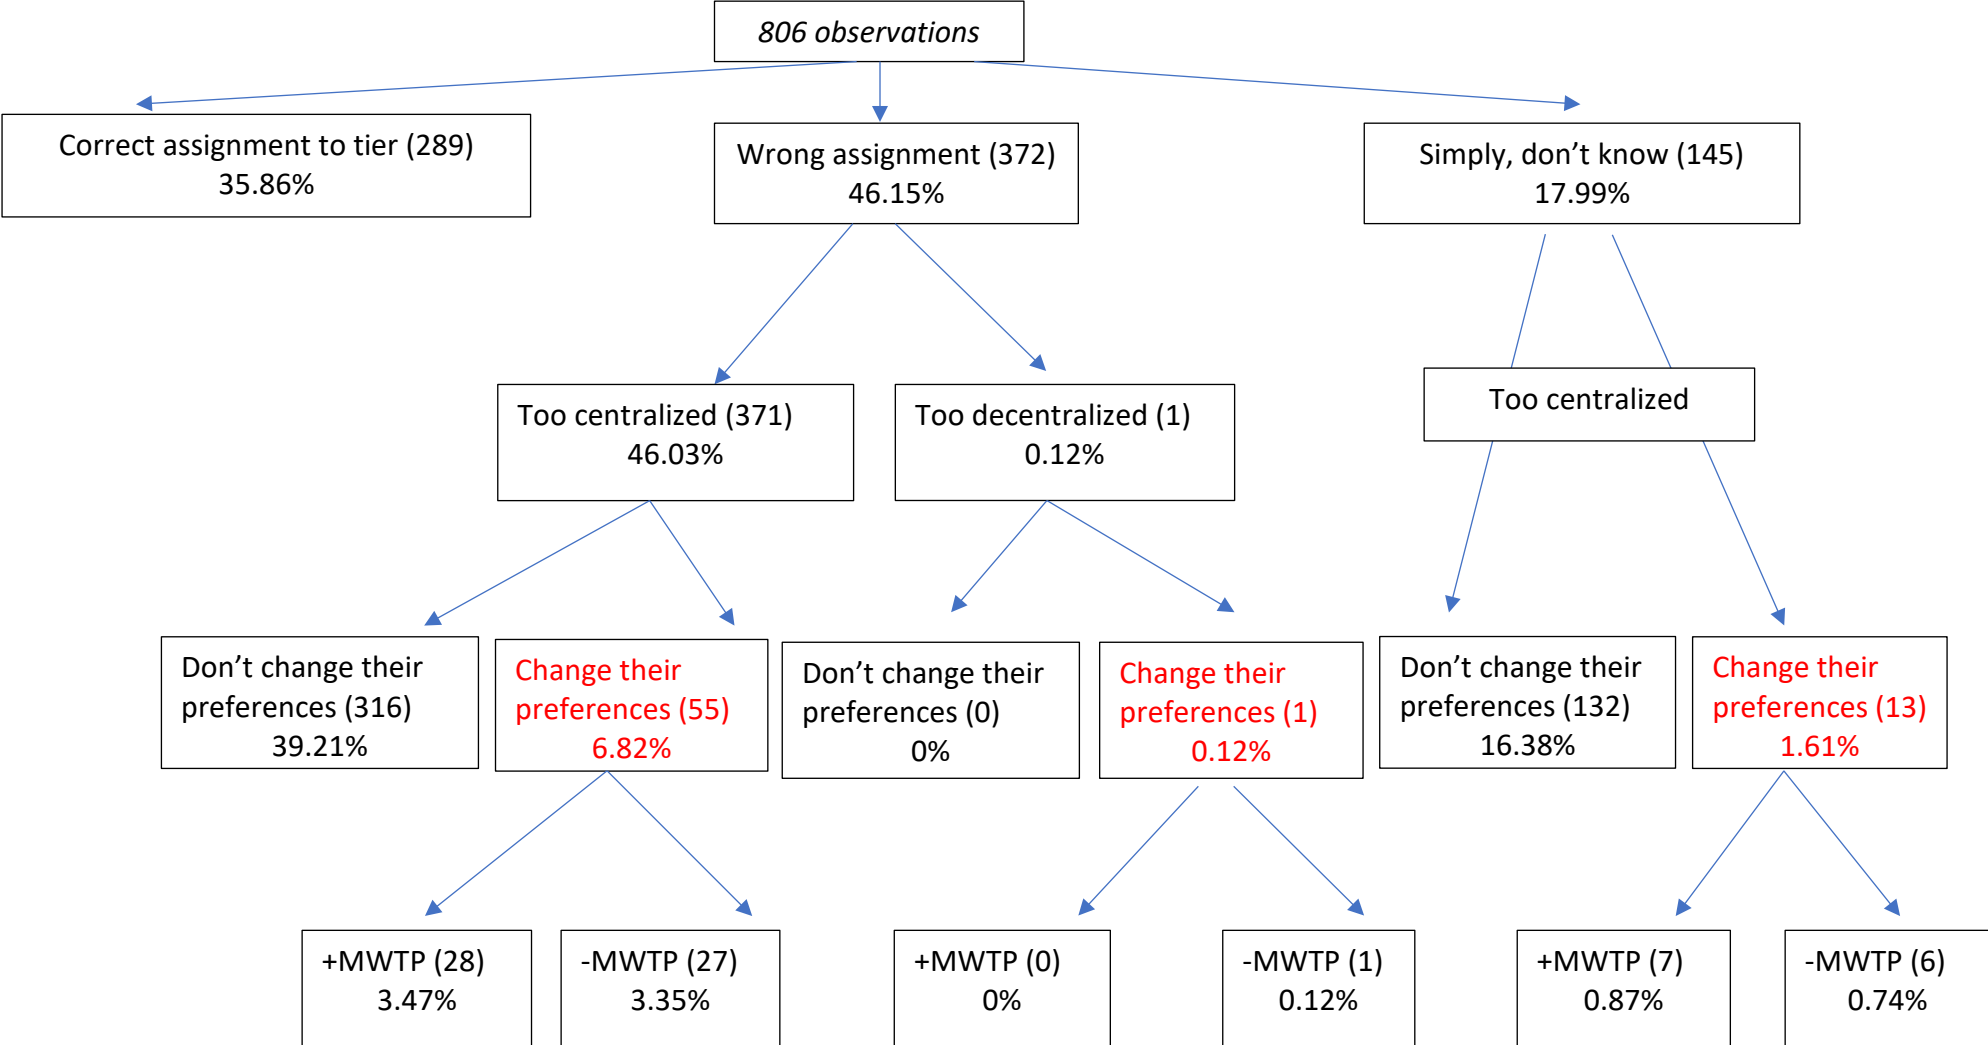 806 observations
Correct assignment to tier (289)
35.86%
Wrong assignment (372)
46.15%
Simply, don’t know (145)
17.99%
Too centralized (371)
46.03%
Too decentralized (1)
0.12%
Too centralized
Don’t change their
preferences (316)
39.21%
Change their
preferences (55)
6.82%
Don’t change their
preferences (0)
0%
Change their
preferences (1)
0.12%
Don’t change their
preferences (132)
16.38%
Change their
preferences (13)
1.61%
+MWTP (28)
3.47%
-MWTP (27)
3.35%
+MWTP (0)
0%
-MWTP (1)
0.12%
+MWTP (7)
0.87%
-MWTP (6)
0.74%